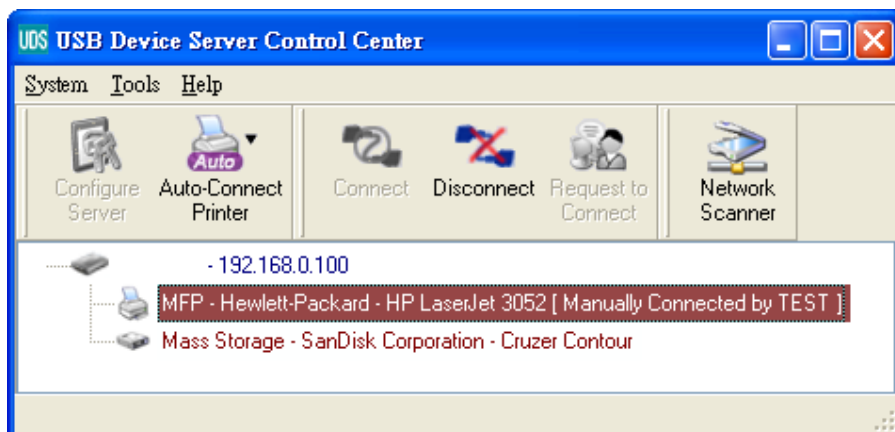 UDS USB Device Server Control Center
System Tools Help
Auto
Configure Server
Auto-Connect Printer
Connect
Disconnect
Request to Connect
Network Scanner
- 192.168.0.100
MFP - Hewlett-Packard - HP LaserJet 3052 [ Manually Connected by TEST ]
Mass Storage - SanDisk Corporation - Cruzer Contour